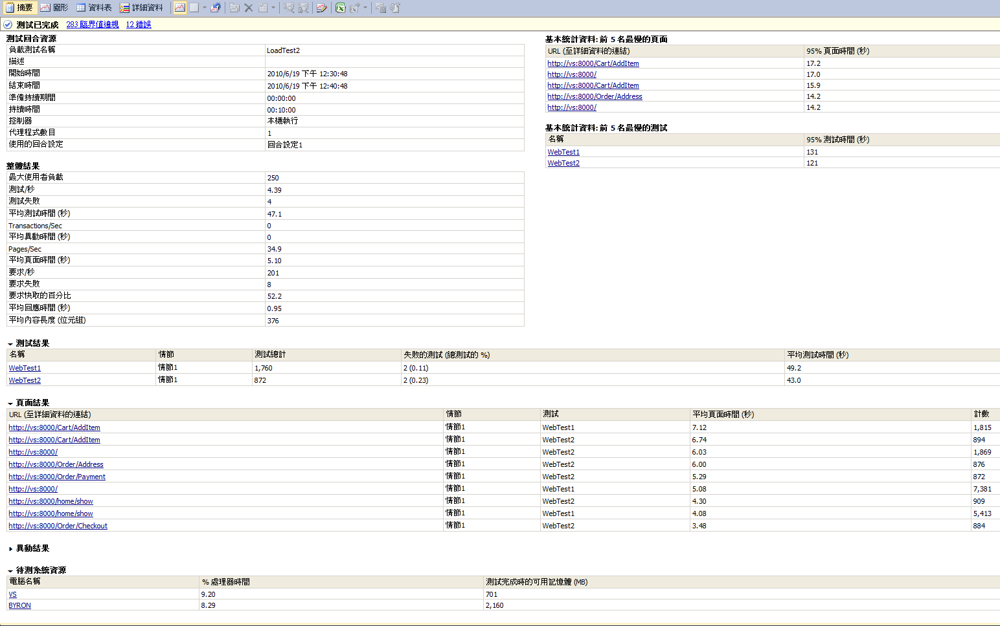 摘要 圖形 資料表 詳細資料
測試已完成 283 臨界值違規 12 錯誤
測試回合資源
負載測試名稱 LoadTest2
描述
開始時間 2010/6/19 下午 12:30:48
結束時間 2010/6/19 下午 12:40:48
準備持續期間 00:00:00
持續時間 00:10:00
控制器 本機執行
代理程式數目 1
使用的回合設定 回合設定1
整體結果
最大使用者負載 250
測試/秒 4.39
測試失敗 4
平均測試時間 (秒) 47.1
Transactions/Sec 0
平均異動時間 (秒) 0
Pages/Sec 34.9
平均頁面時間 (秒) 5.10
要求/秒 201
要求失敗 8
要求快取的百分比 52.2
平均回應時間 (秒) 0.95
平均內容長度 (位元組) 376
基本統計資料: 前 5 名最慢的頁面
URL (至詳細資料的連結) 95% 頁面時間 (秒)
http://vs:8000/Cart/AddItem 17.2
http://vs:8000/ 17.0
http://vs:8000/Cart/AddItem 15.9
http://vs:8000/Order/Address 14.2
http://vs:8000/ 14.2
基本統計資料: 前 5 名最慢的測試
名稱 95% 測試時間 (秒)
WebTest1 131
WebTest2 121
測試結果
名稱 情節 測試總計 失敗的測試 (總測試的 %) 平均測試時間 (秒)
WebTest1 情節1 1,760 2 (0.11) 49.2
WebTest2 情節1 872 2 (0.23) 43.0
頁面結果
URL (至詳細資料的連結) 情節 測試 平均頁面時間 (秒) 計數
http://vs:8000/Cart/AddItem 情節1 WebTest1 7.12 1,815
http://vs:8000/Cart/AddItem 情節1 WebTest2 6.74 894
http://vs:8000/ 情節1 WebTest2 6.03 1,869
http://vs:8000/Order/Address 情節1 WebTest2 6.00 876
http://vs:8000/Order/Payment 情節1 WebTest2 5.29 872
http://vs:8000/ 情節1 WebTest1 5.08 7,381
http://vs:8000/home/show 情節1 WebTest2 4.30 909
http://vs:8000/home/show 情節1 WebTest1 4.08 5,413
http://vs:8000/Order/Checkout 情節1 WebTest2 3.48 884
異動結果
待測系統資源
電腦名稱 % 處理器時間 測試完成時的可用記憶體 (MB)
VS 9.20 701
BYRON 8.29 2,160